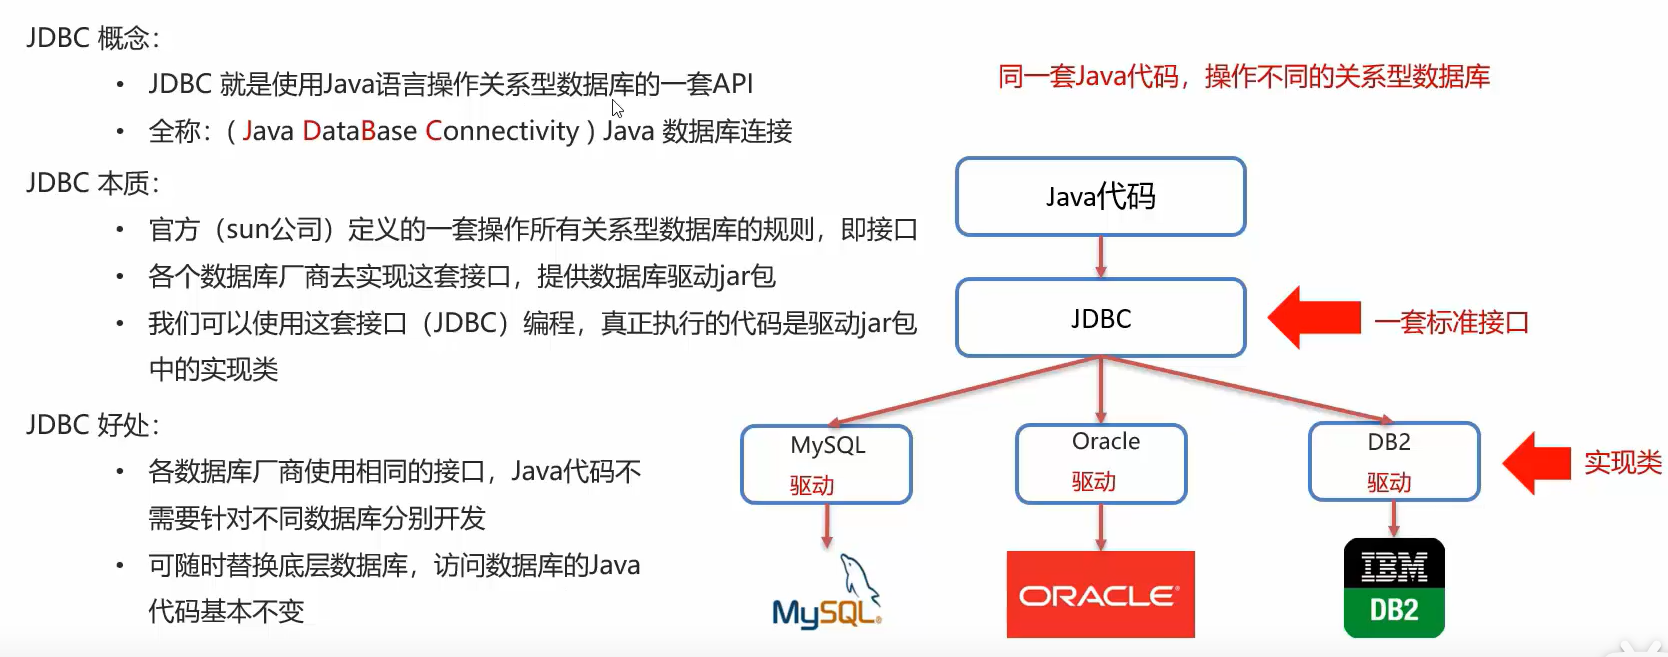 JDBC 概念：
• JDBC 就是使用Java语言操作关系型数据库的一套API
• 全称：( Java DataBase Connectivity ) Java 数据库连接
JDBC 本质：
• 官方（sun公司）定义的一套操作所有关系型数据库的规则，即接口
• 各个数据库厂商去实现这套接口，提供数据库驱动jar包
• 我们可以使用这套接口（JDBC）编程，真正执行的代码是驱动jar包
中的实现类
JDBC 好处：
• 各数据库厂商使用相同的接口，Java代码不
需要针对不同数据库分别开发
• 可随时替换底层数据库，访问数据库的Java
代码基本不变
同一套Java代码，操作不同的关系型数据库
Java代码
JDBC
一套标准接口
MySQL
驱动
Oracle
驱动
DB2
驱动
实现类
MySQL®
ORACLE®
IBM
DB2